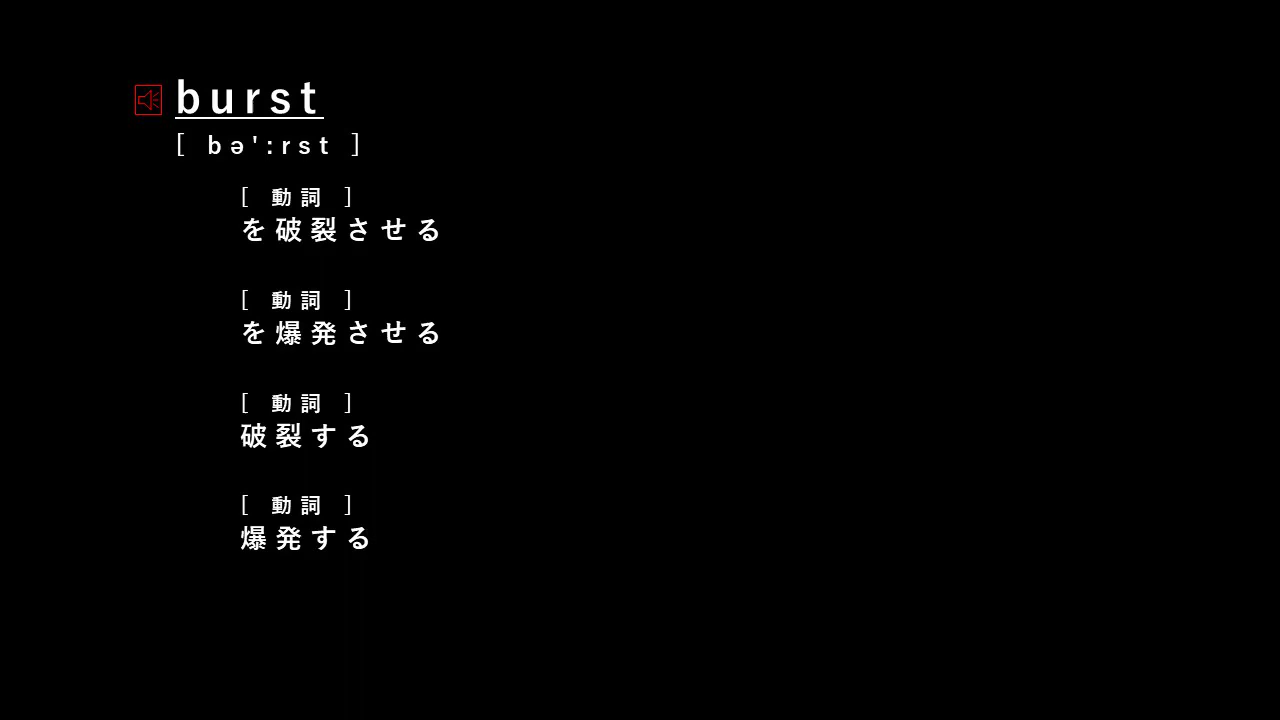 burst
[ bə':rst ]
[ 動詞 ]
を破裂させる
[ 動詞 ]
を爆発させる
[ 動詞 ]
破裂する
[ 動詞 ]
爆発する